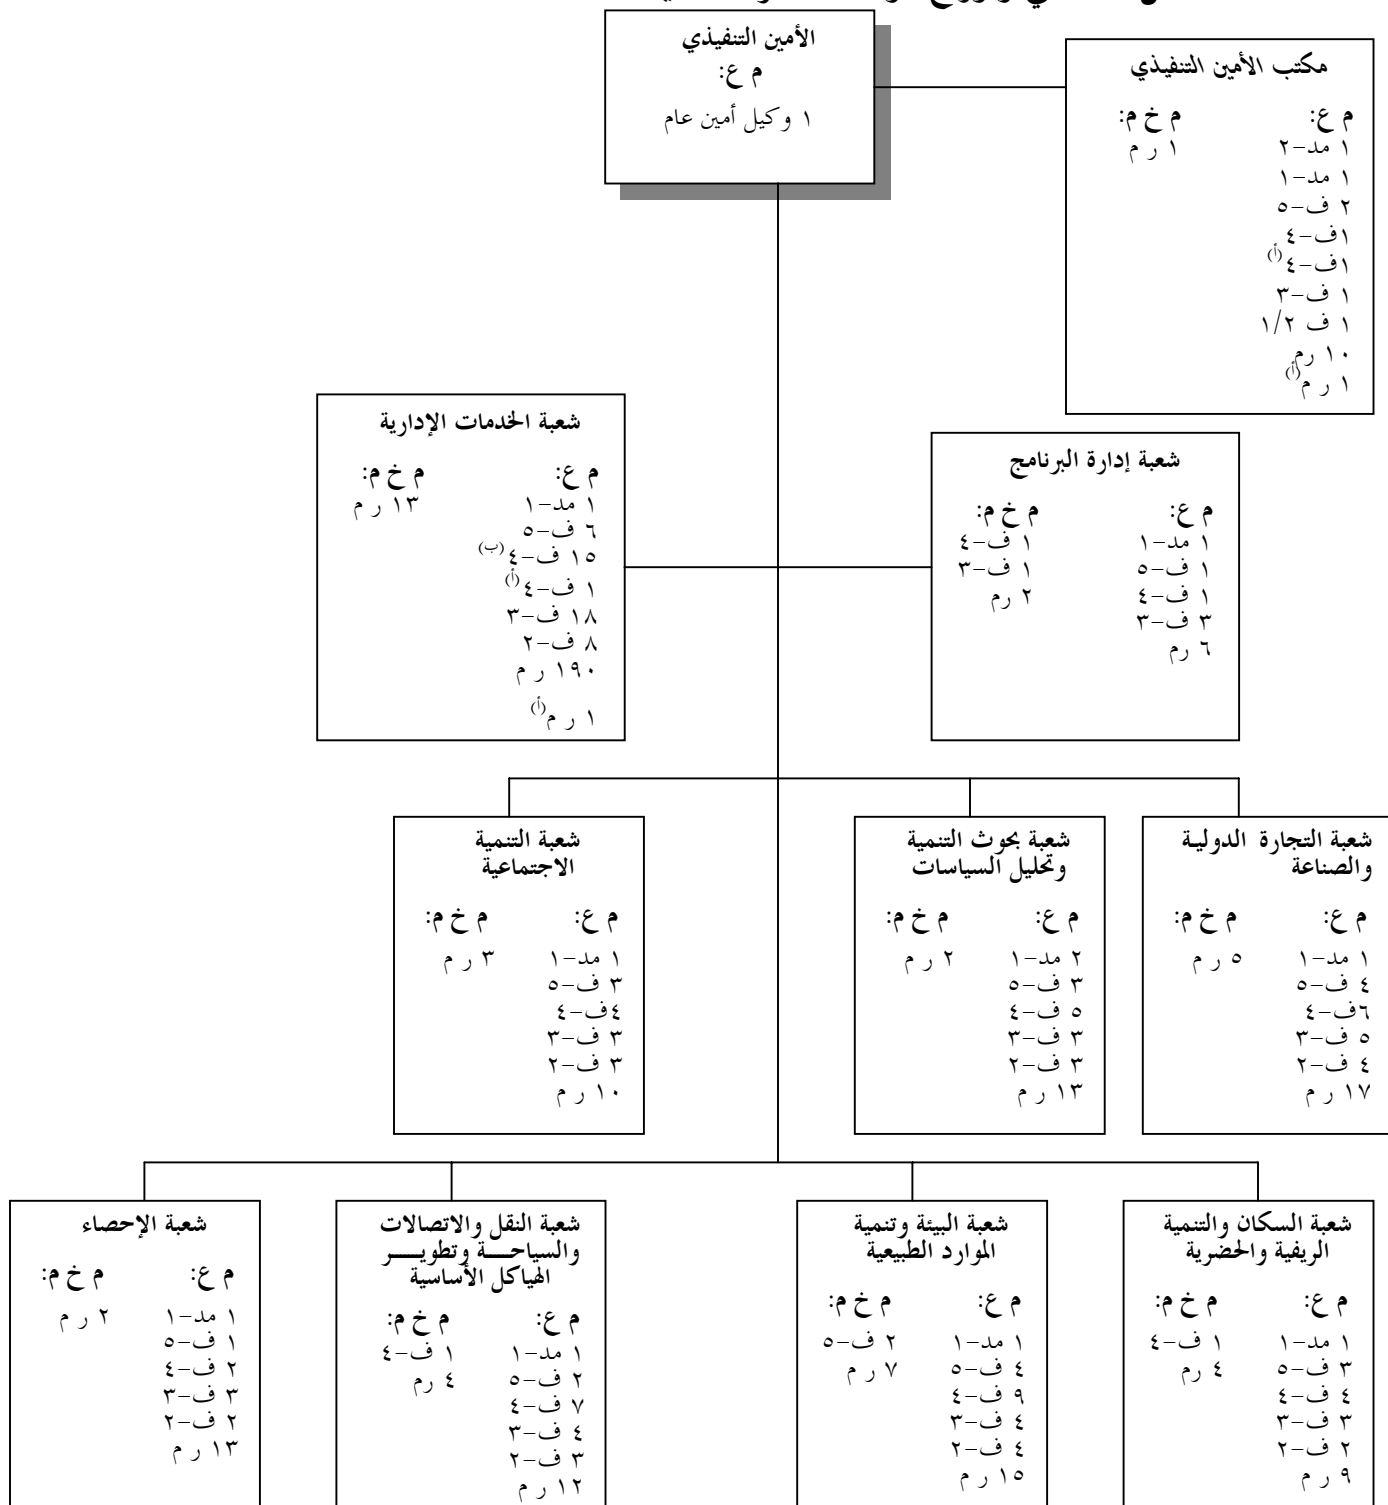 الأمين التنفيذي
م ع:
١ وكيل أمين عام
مكتب الأمين التنفيذي
م ع: م خ م:
١ مد-٢ ١ ر م
١ مد-١
٢ ف-٥
١ف-٤
١ف-٤(أ)
١ ف-٣
١ ف ١/٢
١٠ رم
١ ر م(أ)
شعبة إدارة البرنامج
م ع: م خ م:
١ مد-١ ١ ف-٤
١ ف-٥ ١ ف-٣
١ ف-٤ ٢ رم
٣ ف-٣
٦ رم
شعبة الخدمات الإدارية
م ع: م خ م:
١ مد-١ ١٣ ر م
٦ ف-٥
١٥ ف-٤(ب)
١ ف-٤(أ)
١٨ ف-٣
٨ ف-٢
١٩٠ ر م
١ ر م(أ)
شعبة التجارة الدولية
والصناعة
م ع: م خ م:
١ مد-١ ٥ ر م
٤ ف-٥
٦ف-٤
٥ ف-٣
٤ ف-٢
١٧ ر م
شعبة بحوث التنمية
وتحليل السياسات
م ع: م خ م:
٢ مد-١ ٢ ر م
٣ ف-٥
٥ ف-٤
٣ ف-٣
٣ ف-٢
١٣ ر م
شعبة التنمية
الاجتماعية
م ع: م خ م:
١ مد-١ ٣ ر م
٣ ف-٥
٤ف-٤
٣ ف-٣
٣ ف-٢
١٠ ر م
شعبة السكان والتنمية
الريفية والحضرية
م ع: م خ م:
١ مد-١ ١ ف-٤
٣ ف-٥ ٤ رم
٤ ف-٤
٣ ف-٣
٢ ف-٢
٩ ر م
شعبة البيئة وتنمية
الموارد الطبيعية
م ع: م خ م:
١ مد-١ ٢ ف-٥
٤ ف-٥ ٧ ر م
٩ ف-٤
٤ ف-٣
٤ ف-٢
١٥ ر م
شعبة النقل والاتصالات
والسياحــــة وتطويــــر
الهياكل الأساسية
م ع: م خ م:
١ مد-١ ١ ف-٤
٢ ف-٥ ٤ رم
٧ ف-٤
٤ ف-٣
٣ ف-٢
١٢ ر م
شعبة الإحصاء
م ع: م خ م:
١ مد-١ ٢ ر م
١ ف-٥
٢ ف-٤
٣ ف-٣
٢ ف-٢
١٣ ر م